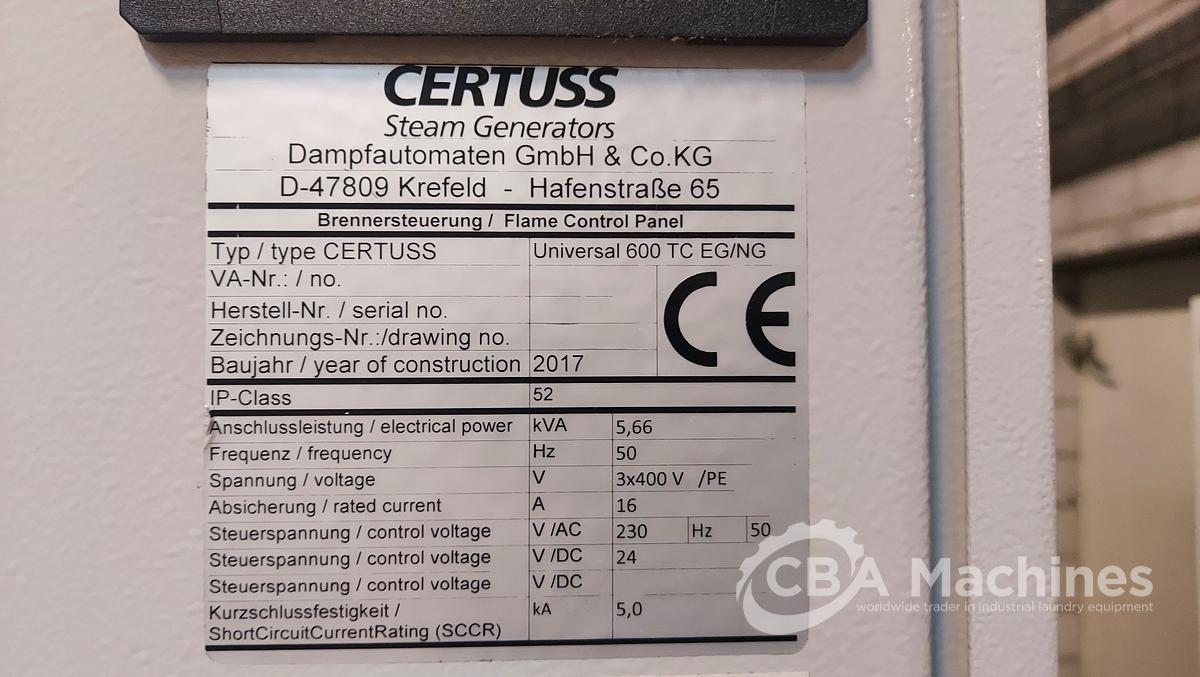 CERTUSS
Steam Generators
Dampfautomaten GmbH & Co.KG
D-47809 Krefeld - Hafenstraße 65
Brennersteuerung / Flame Control Panel
Typ / type CERTUSS Universal 600 TC EG/NG
VA-Nr.: / no.
Herstell-Nr. / serial no.
Zeichnungs-Nr.:/drawing no.
Baujahr / year of construction 2017
CE
IP-Class 52
Anschlussleistung / electrical power kVA 5,66
Frequenz / frequency Hz 50
Spannung / voltage V 3x400 V /PE
Absicherung / rated current A 16
Steuerspannung / control voltage V /AC 230 Hz 50
Steuerspannung / control voltage V /DC 24
Steuerspannung / control voltage V /DC
Kurzschlussfestigkeit / kA 5,0
ShortCircuitCurrentRating (SCCR)
CBA Machines
worldwide trader in industrial laundry equipment